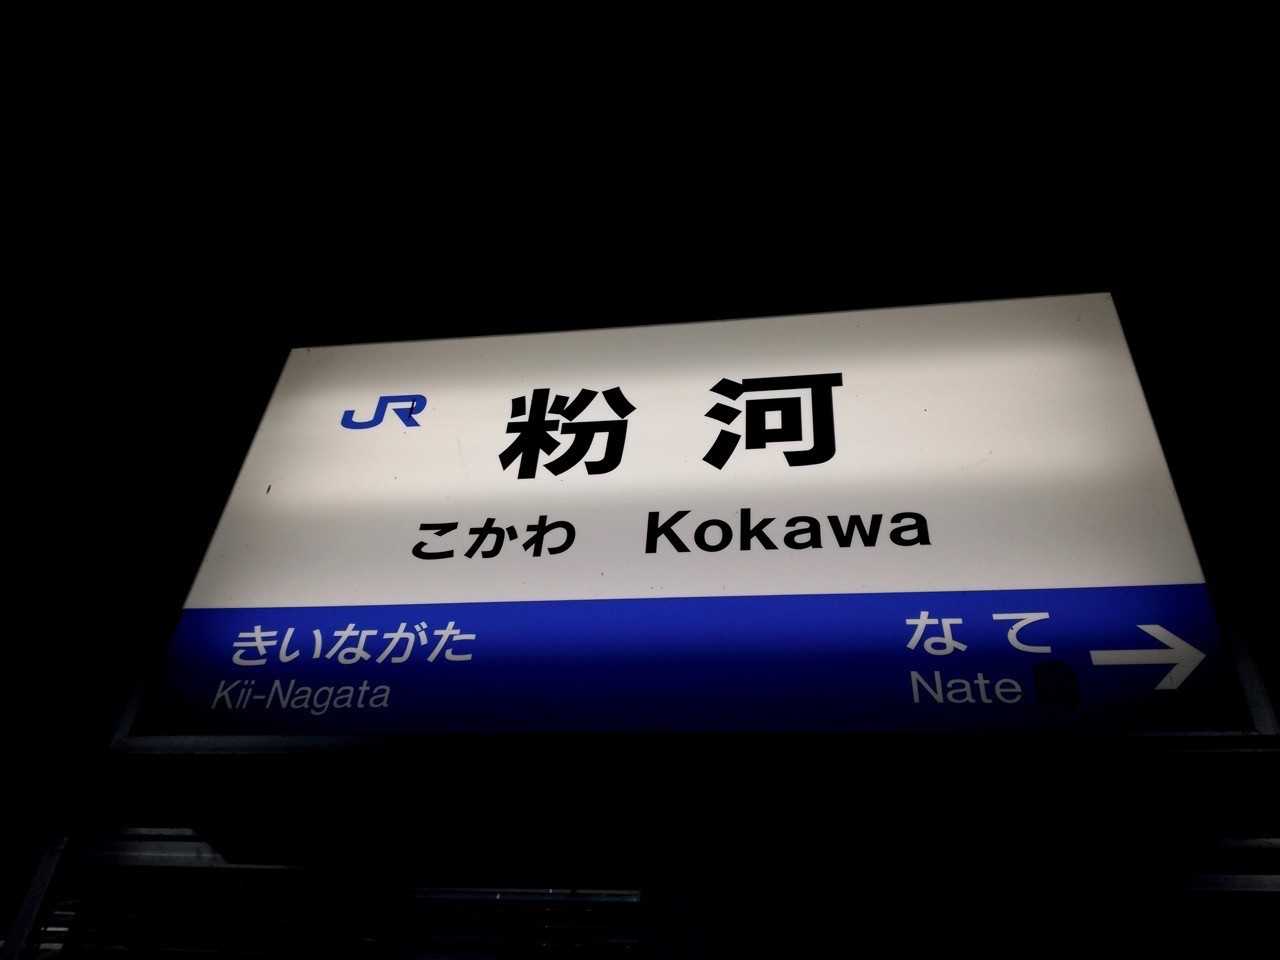 JR 粉河
こかわ Kokawa
きいながた なて →
Kii-Nagata Nate